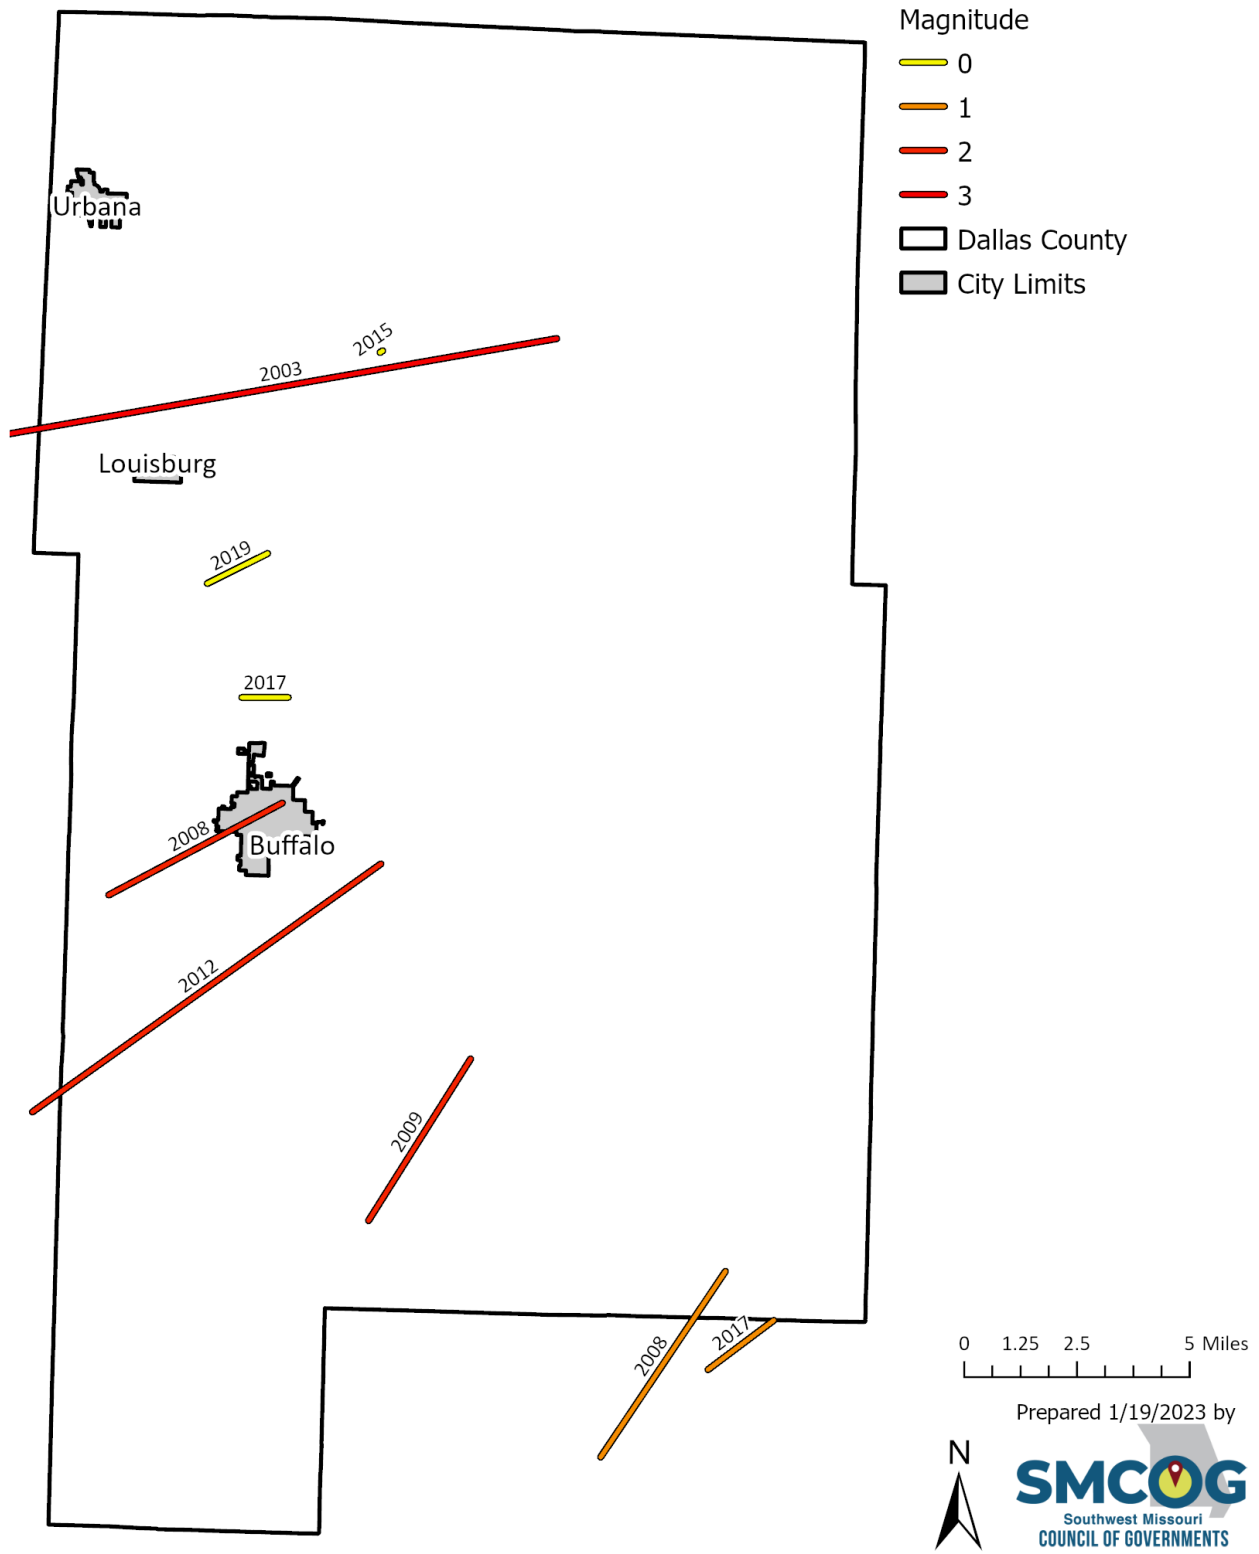 Magnitude
0
1
2
3
Dallas County
City Limits
Urbana
2015
2003
Louisburg
2019
2017
2008
Buffalo
2012
2009
2008
2017
0 1.25 2.5 5 Miles
Prepared 1/19/2023 by
N
SMCOG
Southwest Missouri
COUNCIL OF GOVERNMENTS